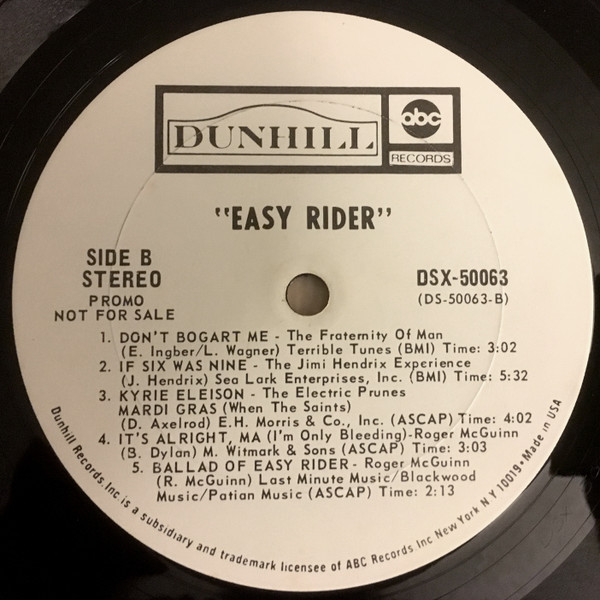 DUNHILL
abc
RECORDS
"EASY RIDER"
SIDE B
STEREO
PROMO
NOT FOR SALE
DSX-50063
(DS-50063-B)
1. DON'T BOGART ME - The Fraternity Of Man
(E. Ingber/L. Wagner) Terrible Tunes (BMI) Time: 3:02
2. IF SIX WAS NINE - The Jimi Hendrix Experience
(J. Hendrix) Sea Lark Enterprises, Inc. (BMI) Time: 5:32
3. KYRIE ELEISON - The Electric Prunes
MARDI GRAS (When The Saints)
(D. Axelrod) E.H. Morris & Co., Inc. (ASCAP) Time: 4:02
4. IT'S ALRIGHT, MA (I'm Only Bleeding)-Roger McGuinn
(B. Dylan) M. Witmark & Sons (ASCAP) Time: 3:03
5. BALLAD OF EASY RIDER - Roger McGuinn
(R. McGuinn) Last Minute Music/Blackwood
Music/Patian Music (ASCAP) Time: 2:13
Dunhill Records, Inc is a subsidiary and trademark licensee of ABC Records Inc New York N Y 10019 • Made in USA